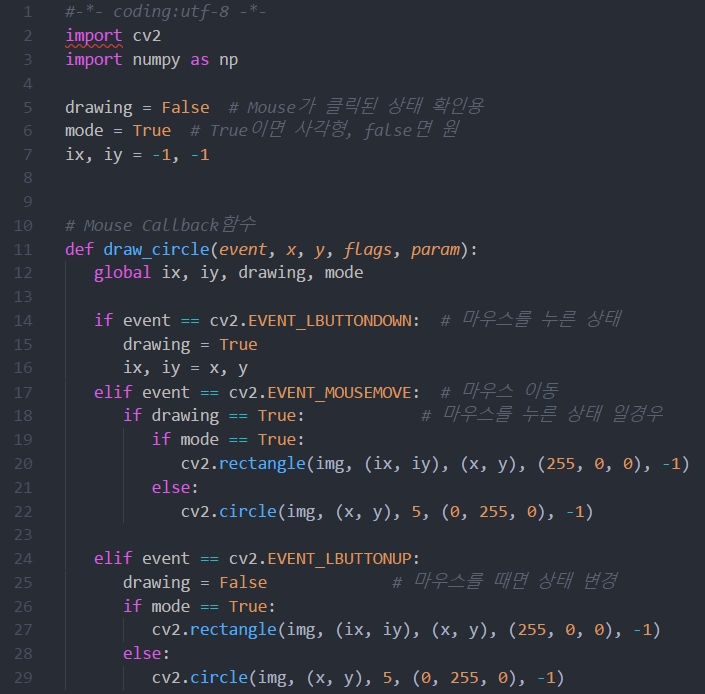 1 #-*- coding:utf-8 -*-
2 import cv2
3 import numpy as np
4
5 drawing = False  # Mouse가 클릭된 상태 확인용
6 mode = True  # True이면 사각형, false면 원
7 ix, iy = -1, -1
8
9
10 # Mouse Callback함수
11 def draw_circle(event, x, y, flags, param):
12    global ix, iy, drawing, mode
13
14    if event == cv2.EVENT_LBUTTONDOWN:  # 마우스를 누른 상태
15       drawing = True
16       ix, iy = x, y
17    elif event == cv2.EVENT_MOUSEMOVE:  # 마우스 이동
18       if drawing == True:            # 마우스를 누른 상태 일경우
19          if mode == True:
20             cv2.rectangle(img, (ix, iy), (x, y), (255, 0, 0), -1)
21          else:
22             cv2.circle(img, (x, y), 5, (0, 255, 0), -1)
23
24    elif event == cv2.EVENT_LBUTTONUP:
25       drawing = False             # 마우스를 때면 상태 변경
26       if mode == True:
27          cv2.rectangle(img, (ix, iy), (x, y), (255, 0, 0), -1)
28       else:
29          cv2.circle(img, (x, y), 5, (0, 255, 0), -1)